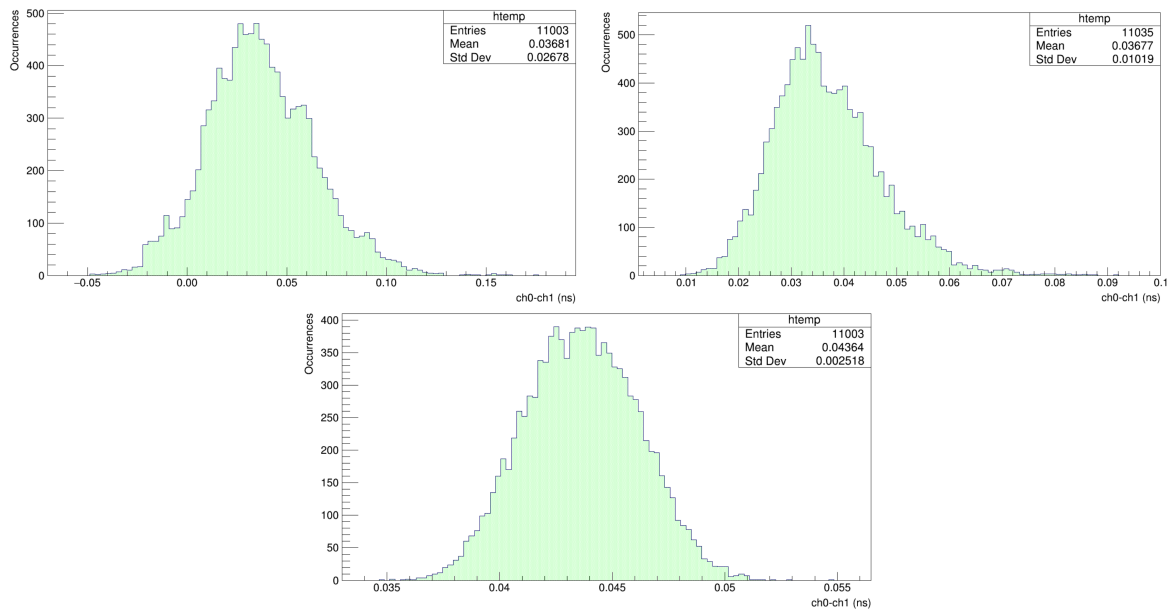 Occurrences
500
400
300
200
100
0
htemp
Entries 11003
Mean 0.03681
Std Dev 0.02678
−0.05 0.00 0.05 0.10 0.15
ch0-ch1 (ns)
Occurrences
500
400
300
200
100
0
htemp
Entries 11035
Mean 0.03677
Std Dev 0.01019
0.01 0.02 0.03 0.04 0.05 0.06 0.07 0.08 0.09 0.1
ch0-ch1 (ns)
Occurrences
400
350
300
250
200
150
100
50
0
htemp
Entries 11003
Mean 0.04364
Std Dev 0.002518
0.035 0.04 0.045 0.05 0.055
ch0-ch1 (ns)